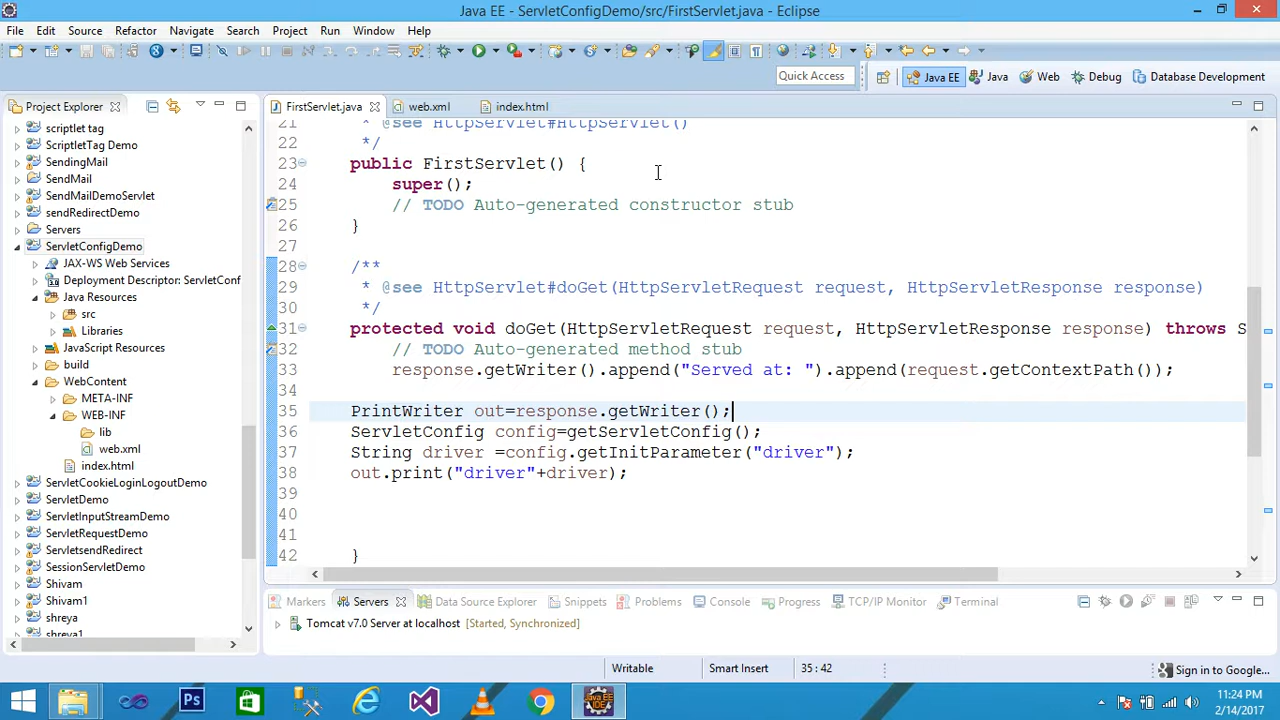 Java EE - ServletConfigDemo/src/FirstServlet.java - Eclipse
File Edit Source Refactor Navigate Search Project Run Window Help
Quick Access
Java EE Java Web Debug Database Development
Project Explorer
FirstServlet.java web.xml index.html
scriptlet tag
ScriptletTag Demo
SendingMail
SendMail
SendMailDemoServlet
sendRedirectDemo
Servers
ServletConfigDemo
JAX-WS Web Services
Deployment Descriptor: ServletConf
Java Resources
src
Libraries
JavaScript Resources
build
WebContent
META-INF
WEB-INF
lib
web.xml
index.html
ServletCookieLoginLogoutDemo
ServletDemo
ServletInputStreamDemo
ServletRequestDemo
ServletsendRedirect
SessionServletDemo
Shivam
Shivam1
shreya
shreya1
21 * @see HttpServlet#HttpServlet()
22 */
23 public FirstServlet() {
24 super();
25 // TODO Auto-generated constructor stub
26 }
27
28 /**
29 * @see HttpServlet#doGet(HttpServletRequest request, HttpServletResponse response)
30 */
31 protected void doGet(HttpServletRequest request, HttpServletResponse response) throws S
32 // TODO Auto-generated method stub
33 response.getWriter().append("Served at: ").append(request.getContextPath());
34
35 PrintWriter out=response.getWriter();
36 ServletConfig config=getServletConfig();
37 String driver =config.getInitParameter("driver");
38 out.print("driver"+driver);
39
40
41
42 }
Markers Servers Data Source Explorer Snippets Problems Console Progress TCP/IP Monitor Terminal
Tomcat v7.0 Server at localhost [Started, Synchronized]
Writable Smart Insert 35 : 42 Sign in to Google...
11:24 PM
2/14/2017